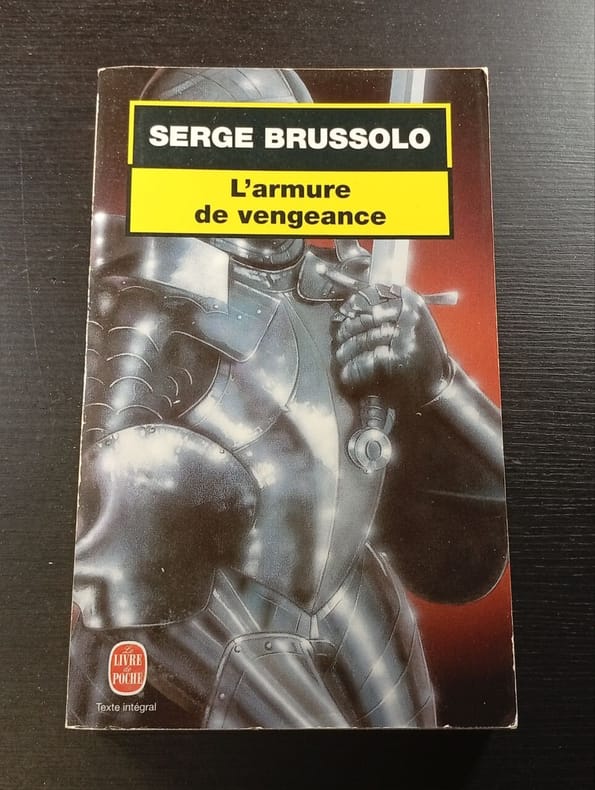 SERGE BRUSSOLO
L'armure
de vengeance
Le
LIVRE
de
POCHE
Texte intégral